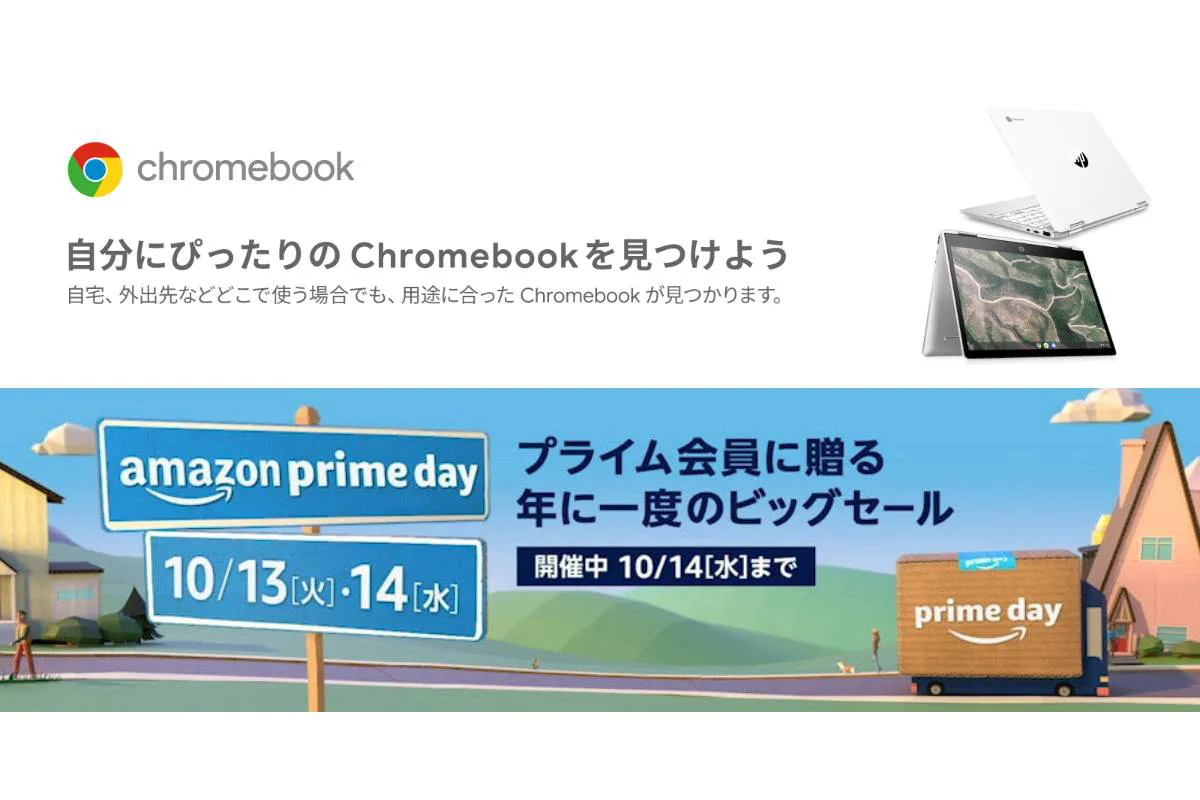 chromebook
自分にぴったりの Chromebook を見つけよう
自宅、外出先などどこで使う場合でも、用途に合った Chromebook が見つかります。
amazon prime day
10/13[火]・14[水]
プライム会員に贈る
年に一度のビッグセール
開催中 10/14[水]まで
prime day